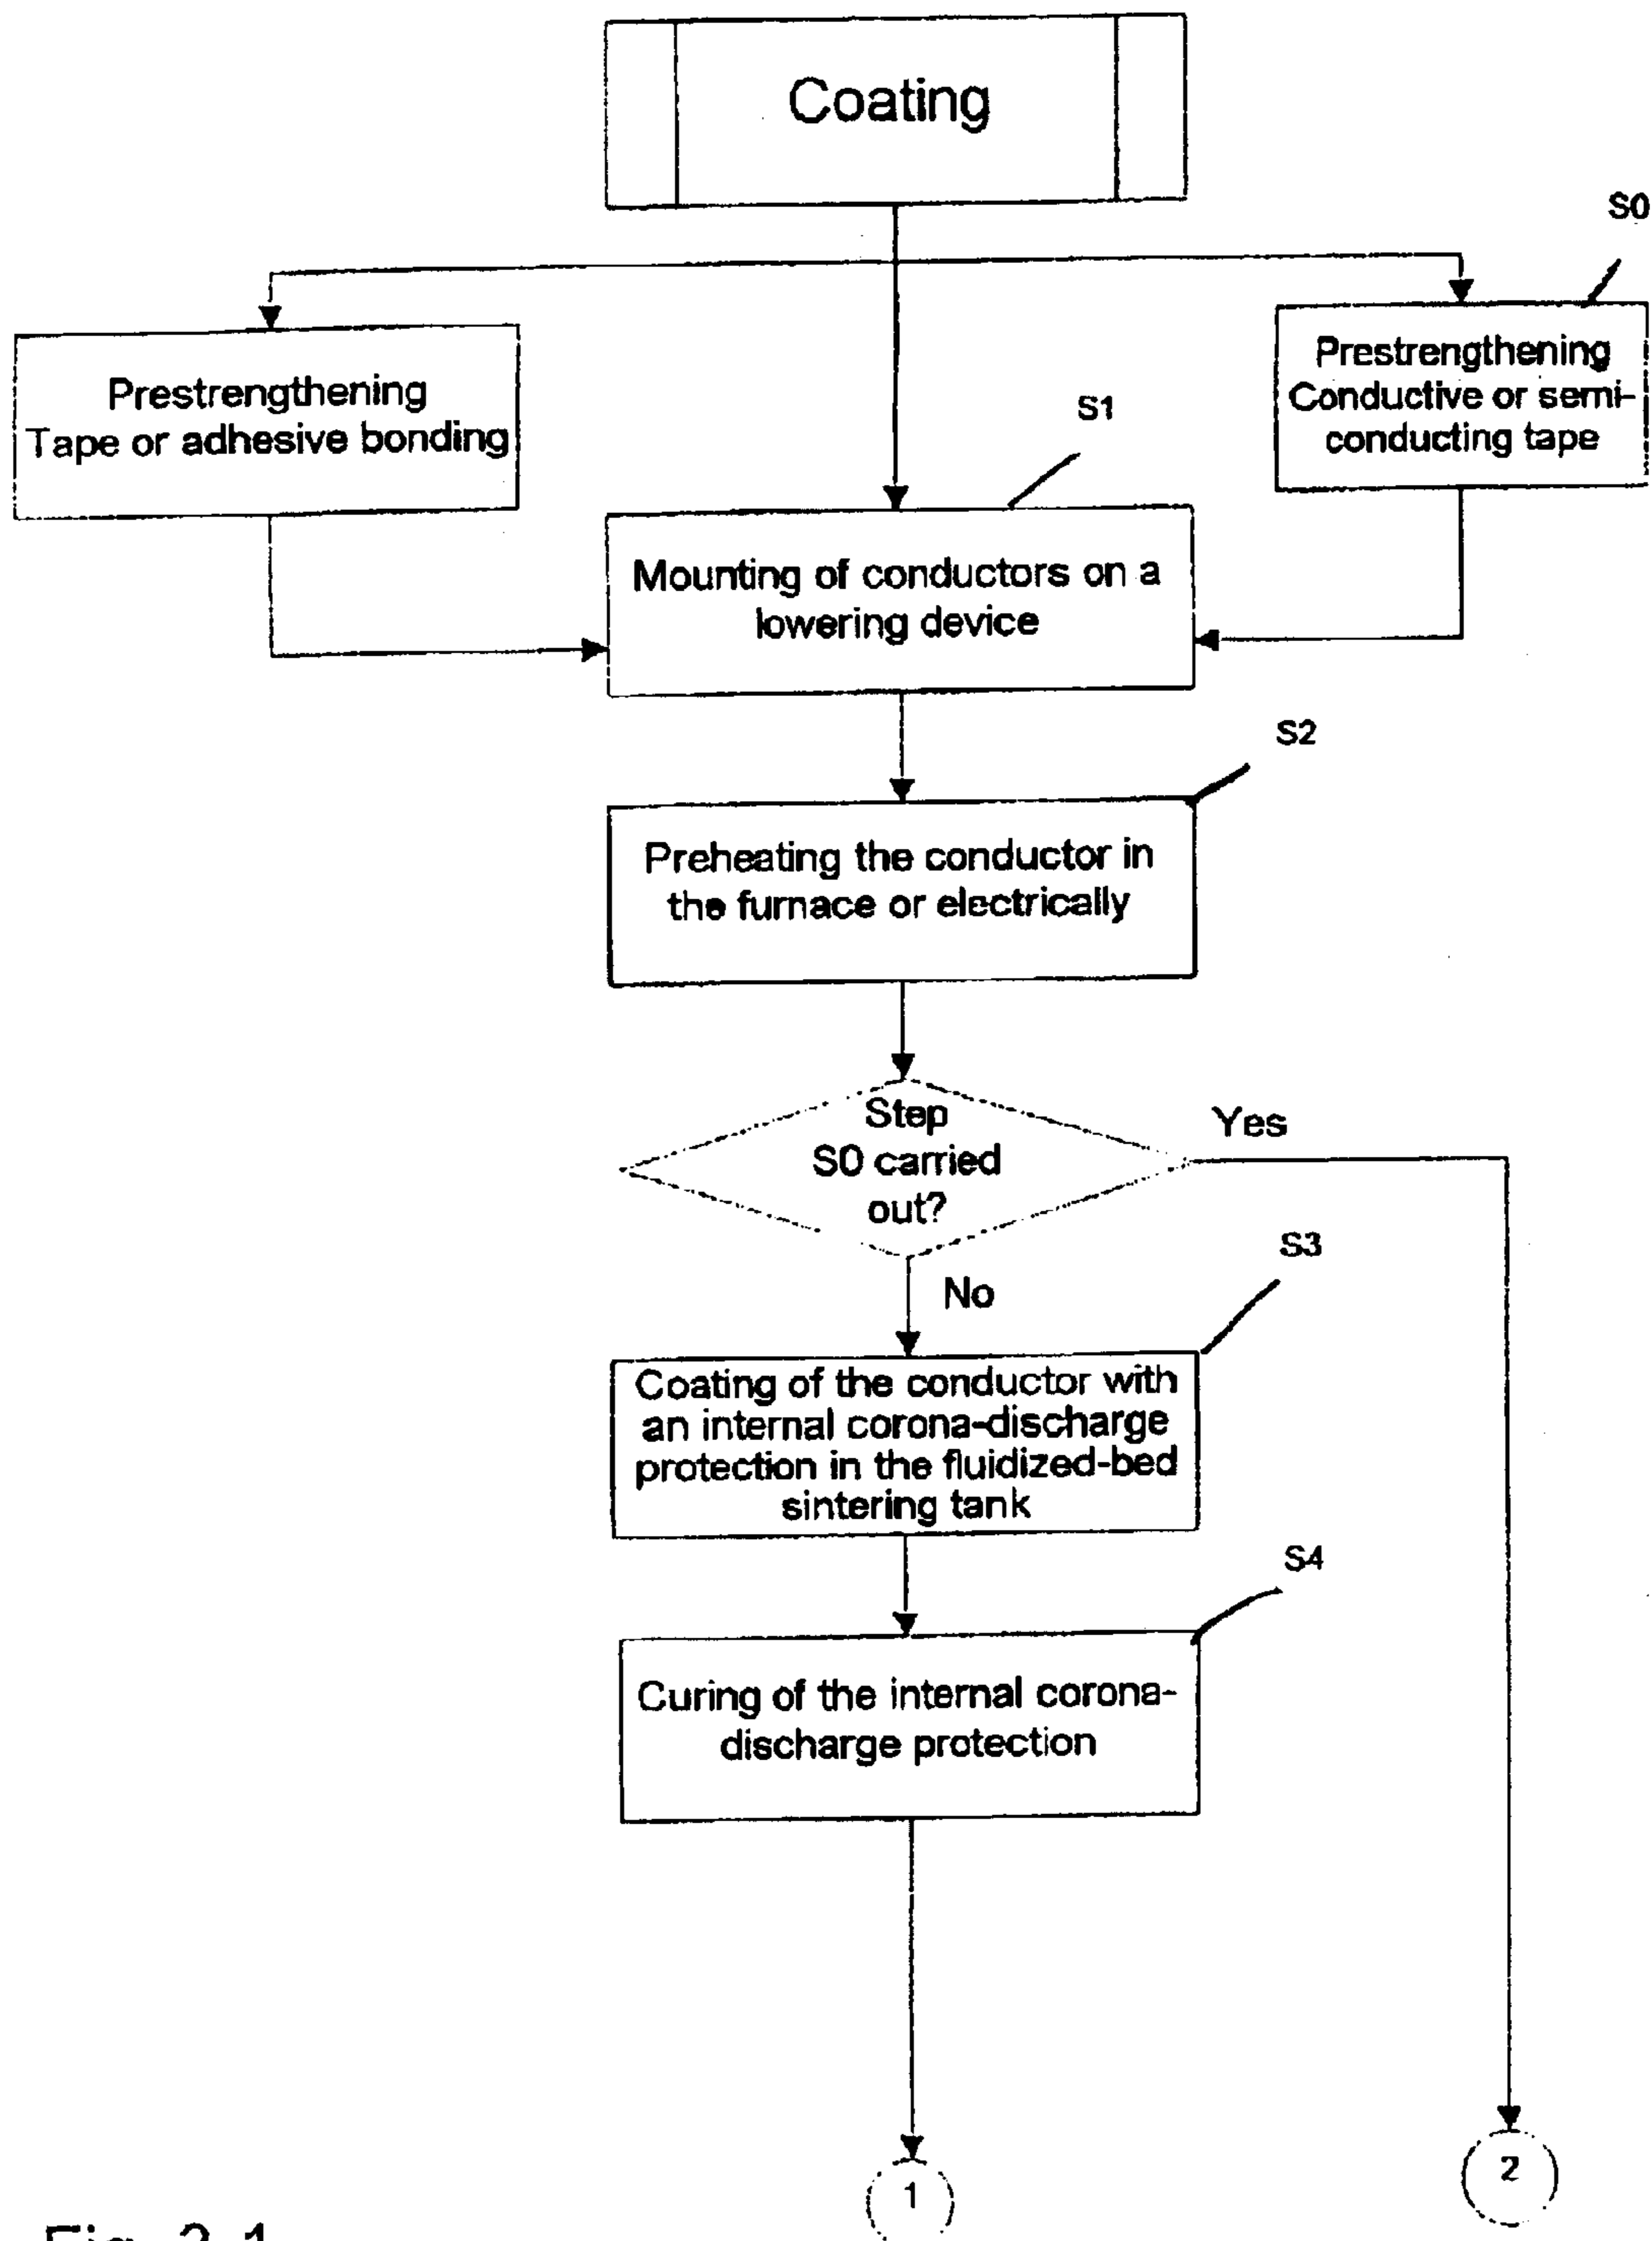 Coating
S0
Prestrengthening
Tape or adhesive bonding
Prestrengthening
Conductive or semi-
conducting tape
S1
Mounting of conductors on a
lowering device
S2
Preheating the conductor in
the furnace or electrically
Step
S0 carried
out?
Yes
No
S3
Coating of the conductor with
an internal corona-discharge
protection in the fluidized-bed
sintering tank
S4
Curing of the internal corona-
discharge protection
1
2